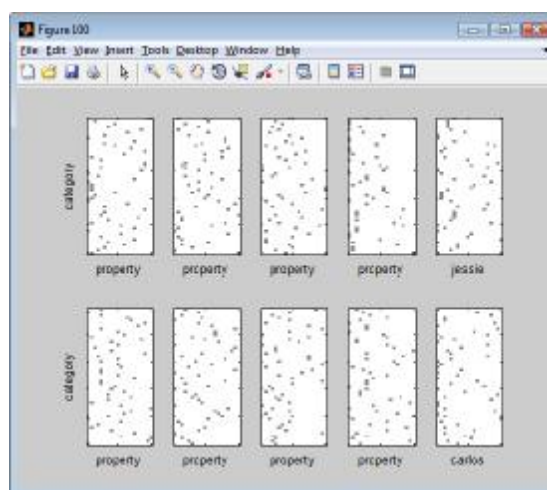 Figure 100
File Edit View Insert Tools Desktop Window Help
category
property property property property jessie
category
property property property property carlos